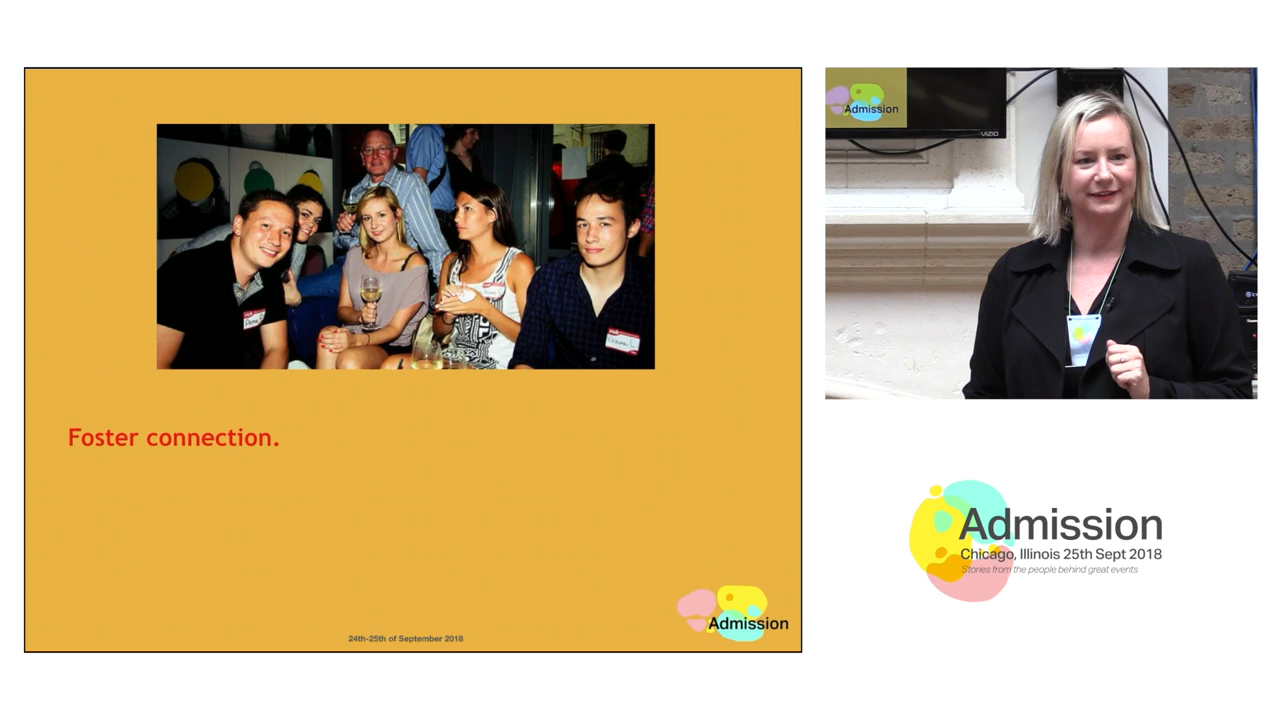 Foster connection.
24th-25th of September 2018
Admission
Admission
VIZIO
Admission
Chicago, Illinois 25th Sept 2018
Stories from the people behind great events